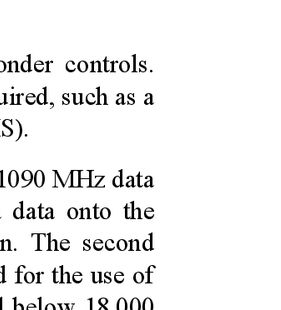 onder controls.
uired, such as a
S).
1090 MHz data
data onto the
n. The second
d for the use of
below 18,000